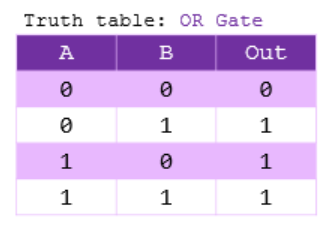 Truth table: OR Gate
A B Out
0 0 0
0 1 1
1 0 1
1 1 1